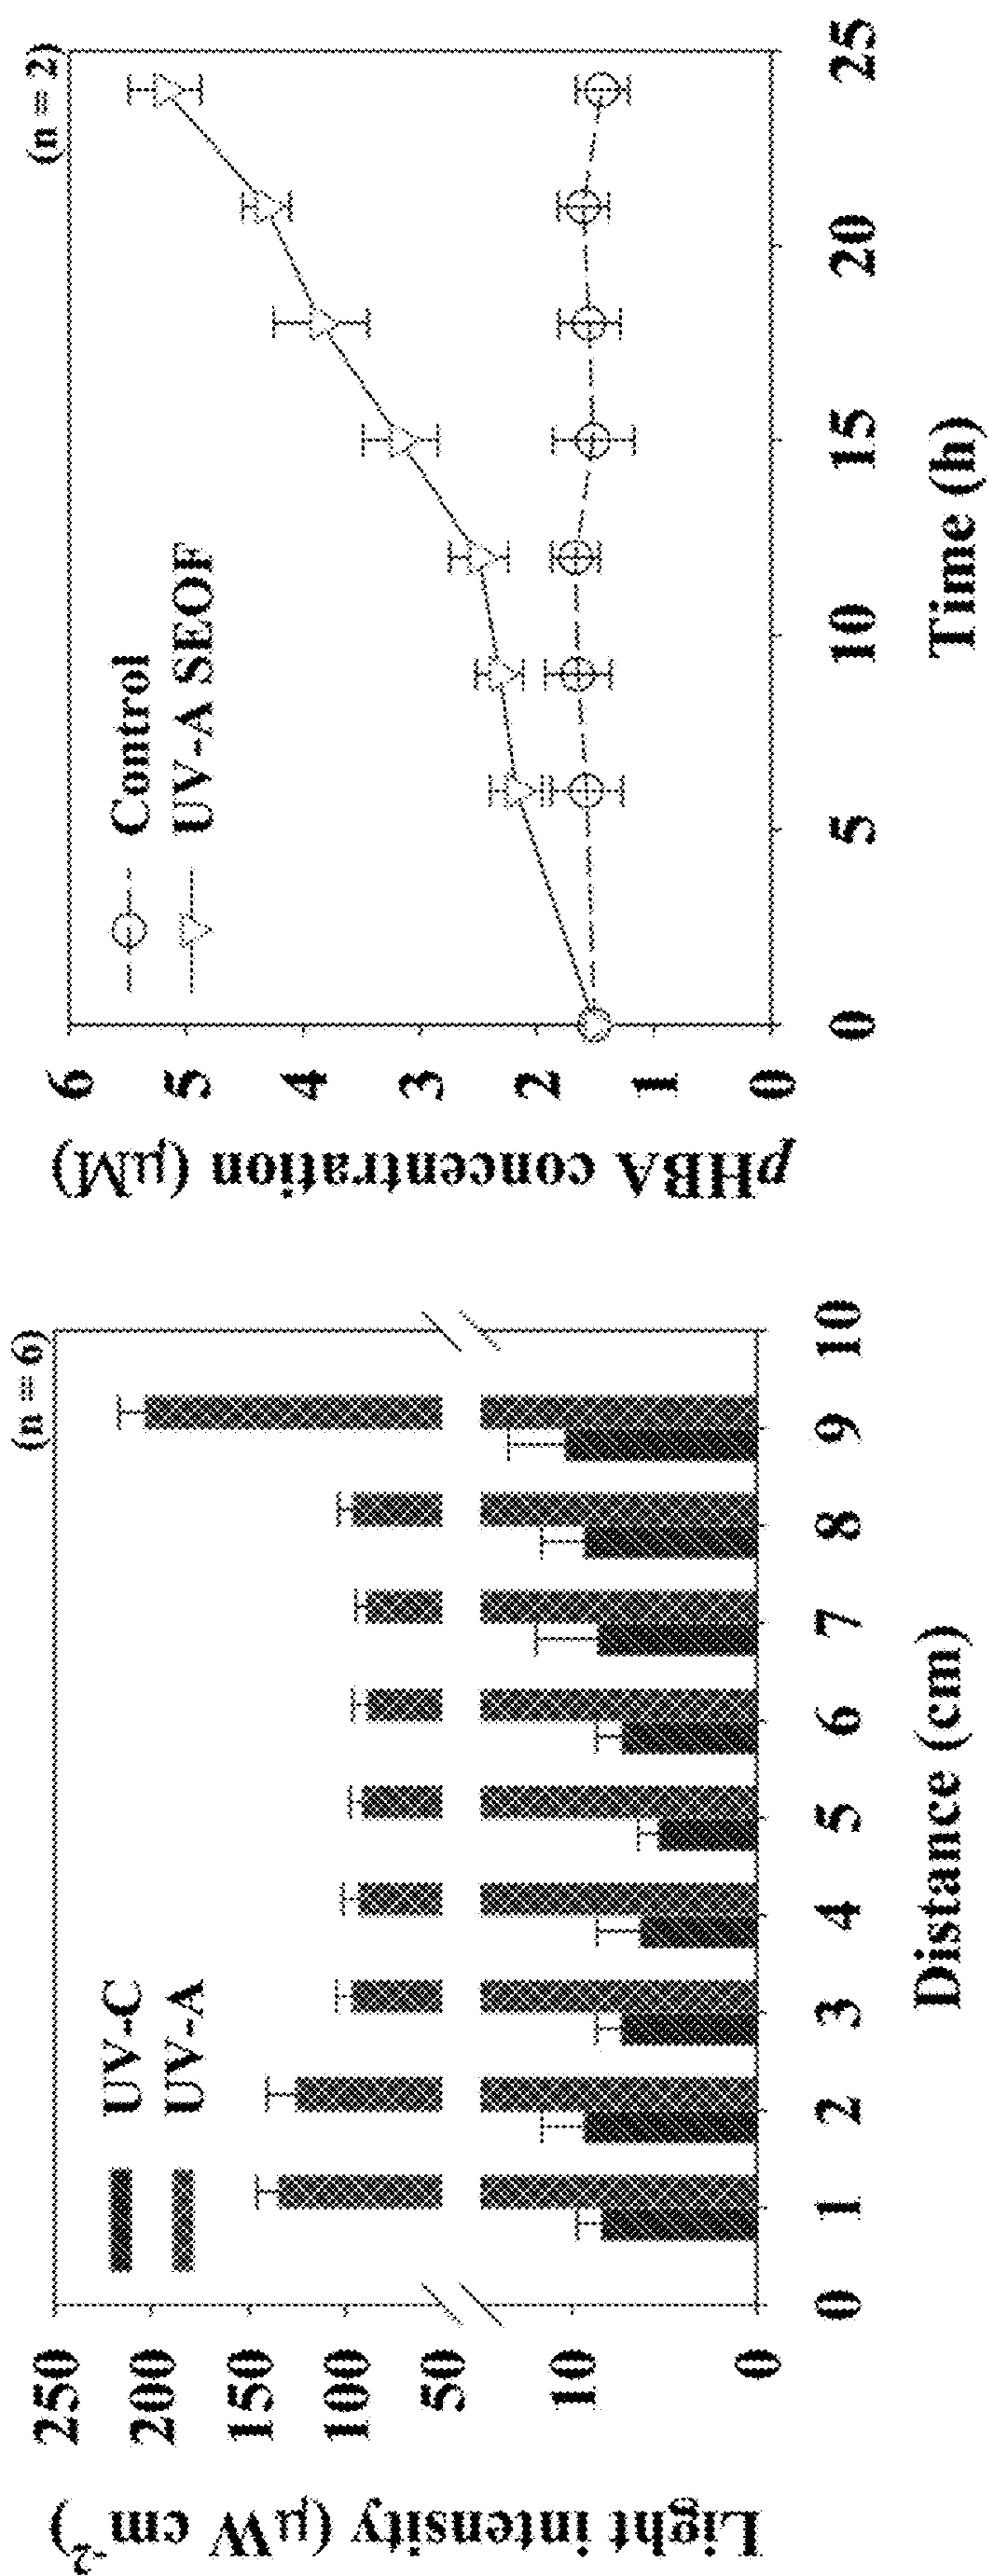 (n = 6)
UV-C
UV-A
Light intensity (µW cm⁻²)
250
200
150
100
50
10
0
0 1 2 3 4 5 6 7 8 9 10
Distance (cm)
(n = 2)
Control
UV-A SEOF
pHBA concentration (µM)
6
5
4
3
2
1
0
0 5 10 15 20 25
Time (h)